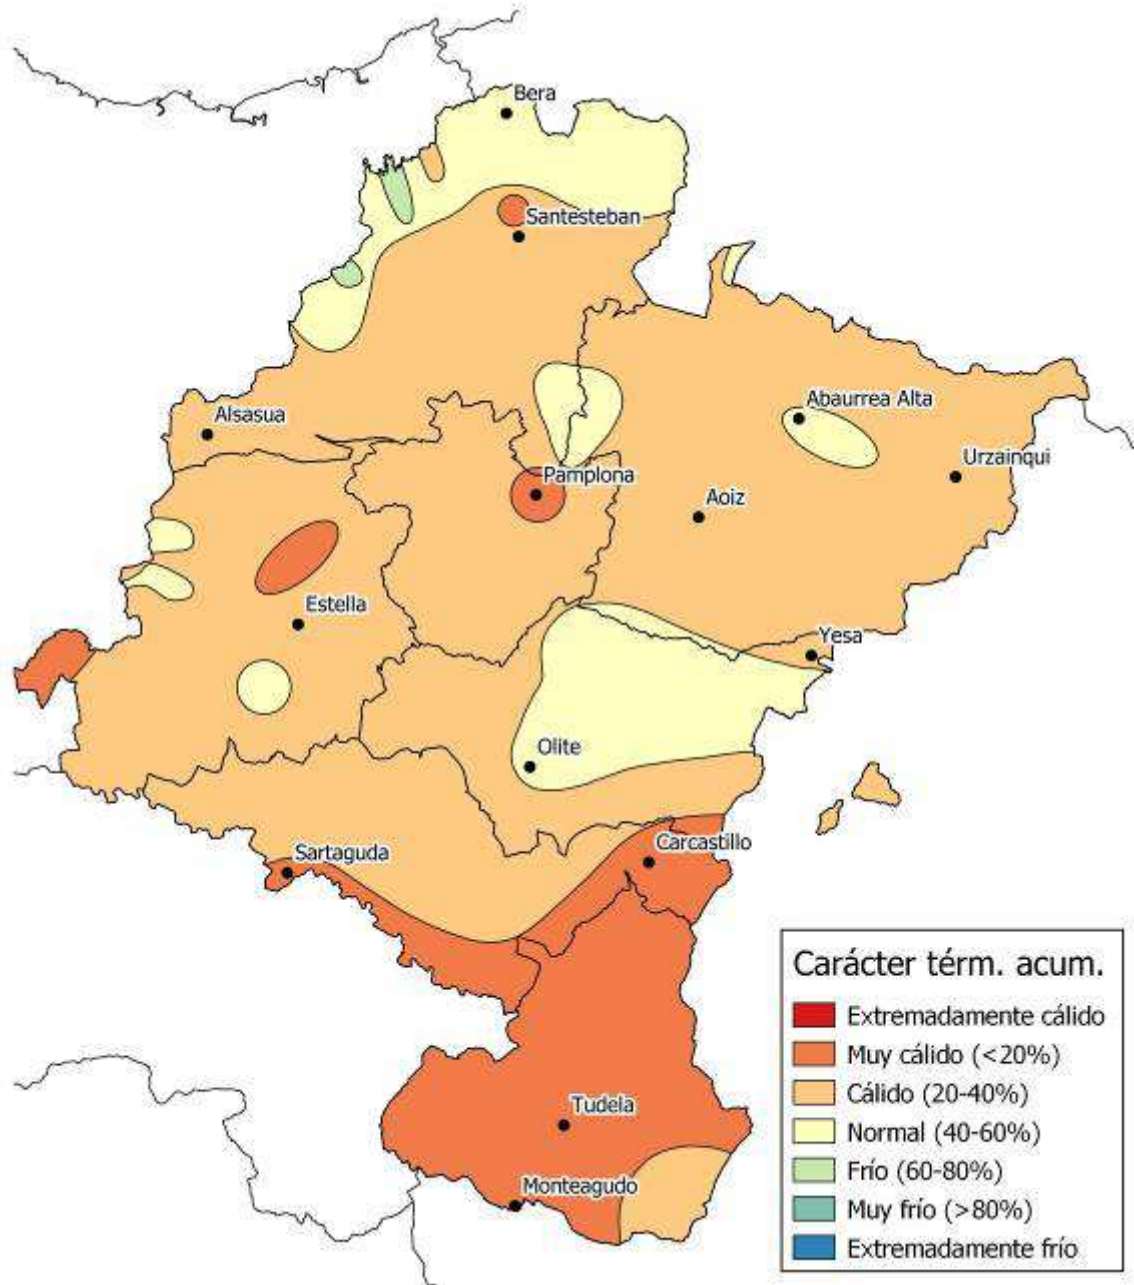 Bera
Santesteban
Alsasua
Abaurrea Alta
Urzainqui
Pamplona
Aoiz
Estella
Yesa
Olite
Carcastillo
Sartaguda
Tudela
Monteagudo
Carácter térm. acum.
Extremadamente cálido
Muy cálido (<20%)
Cálido (20-40%)
Normal (40-60%)
Frío (60-80%)
Muy frío (>80%)
Extremadamente frío